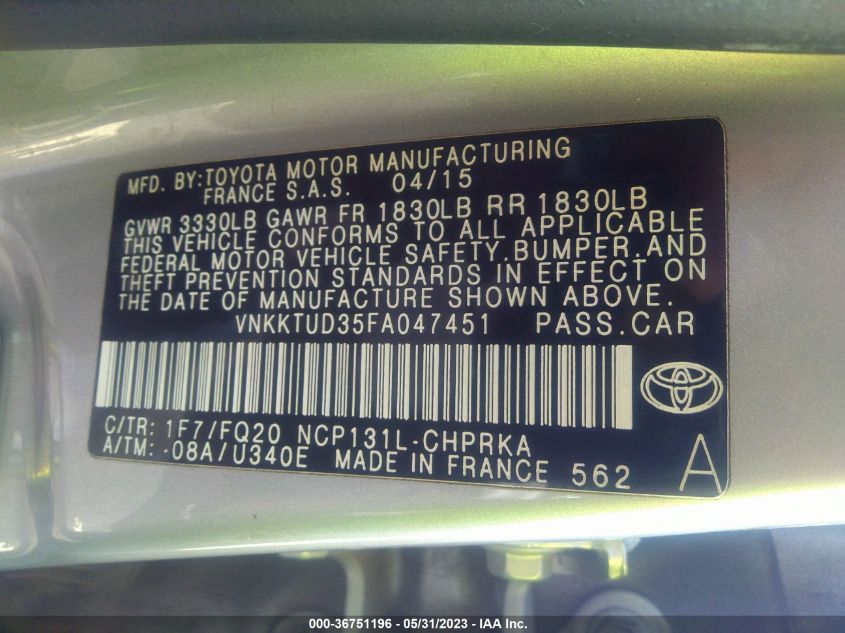 MFD. BY:TOYOTA MOTOR MANUFACTURING
FRANCE S.A.S. 04/15
GVWR 3330LB GAWR FR 1830LB RR 1830LB
THIS VEHICLE CONFORMS TO ALL APPLICABLE
FEDERAL MOTOR VEHICLE SAFETY,BUMPER,AND
THEFT PREVENTION STANDARDS IN EFFECT ON
THE DATE OF MANUFACTURE SHOWN ABOVE.
VNKKTUD35FA047451 PASS.CAR
C/TR: 1F7/FQ20 NCP131L-CHPRKA
A/TM: -08A/U340E MADE IN FRANCE 562
A
000-36751196 - 05/31/2023 - IAA Inc.